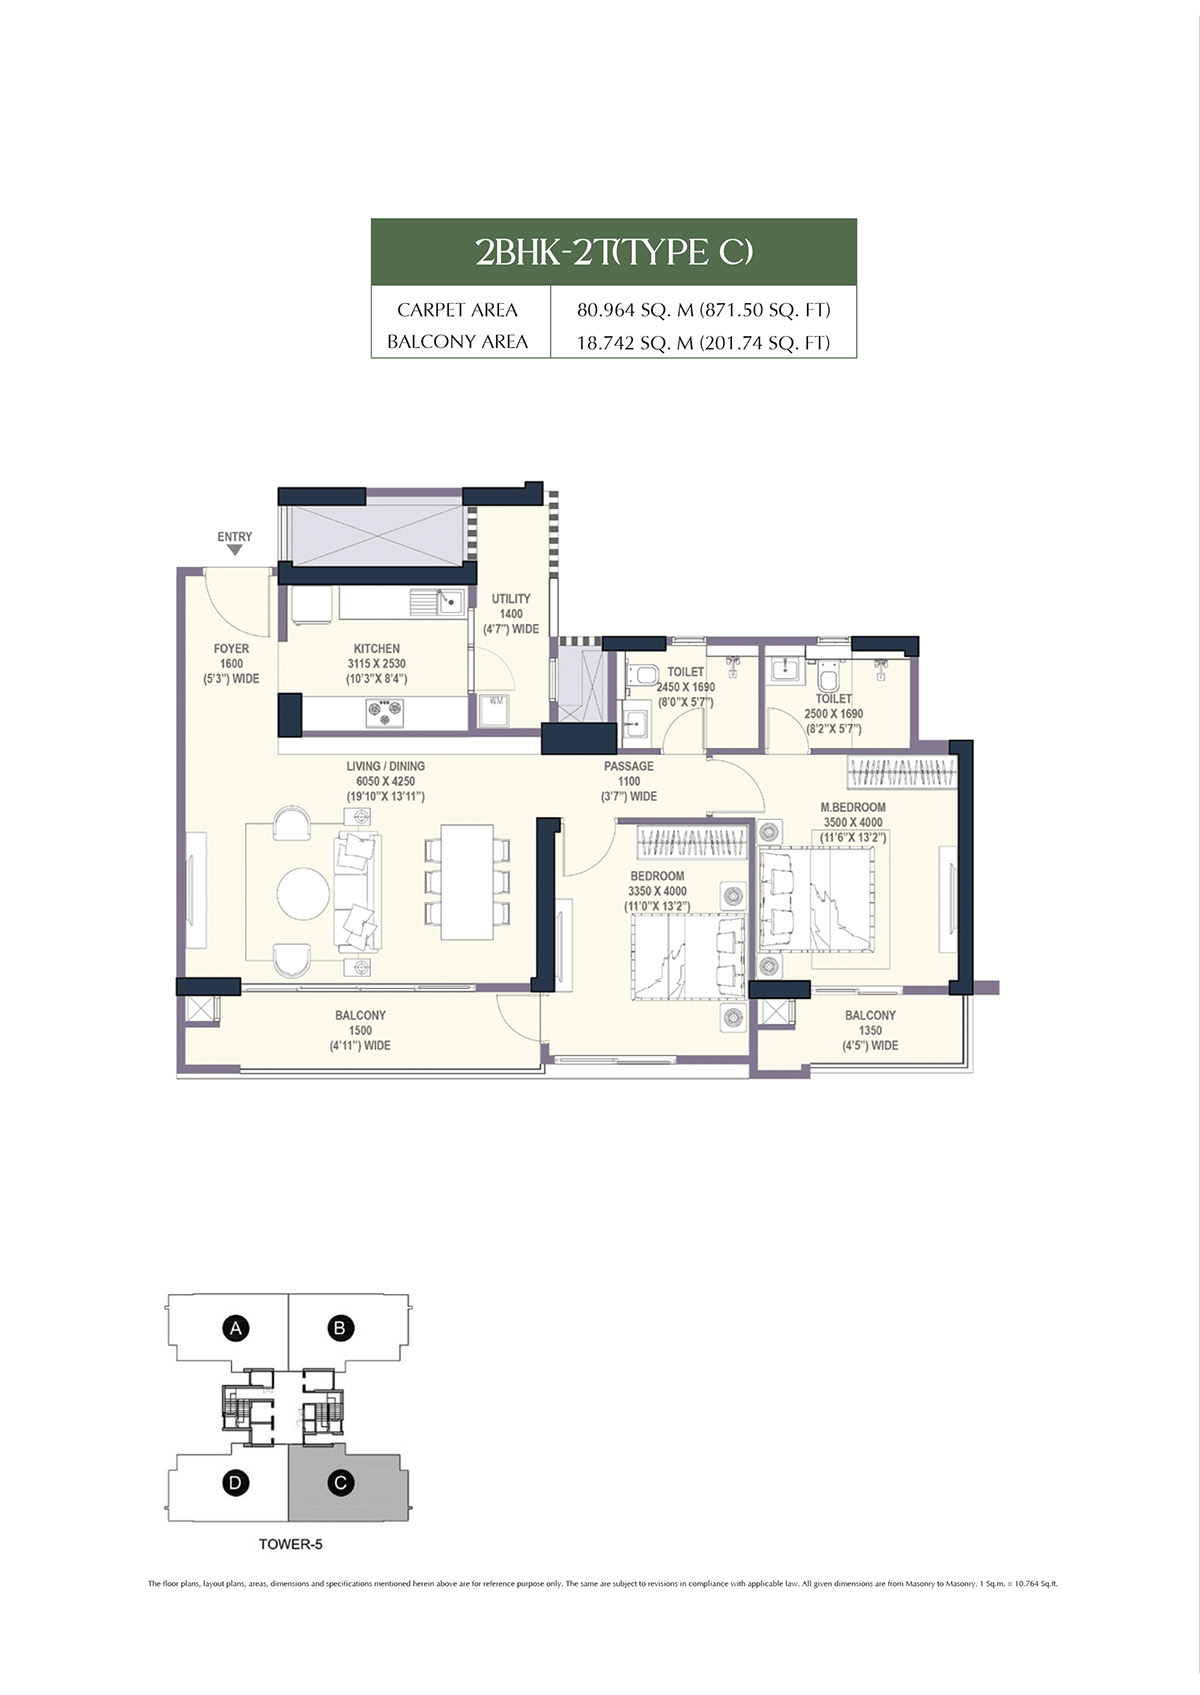 2BHK-2T(TYPE C)
CARPET AREA 80.964 SQ. M (871.50 SQ. FT)
BALCONY AREA 18.742 SQ. M (201.74 SQ. FT)
ENTRY
FOYER
1600
(5'3") WIDE
KITCHEN
3115 X 2530
(10'3"X 8'4")
UTILITY
1400
(4'7") WIDE
WM
TOILET
2450 X 1690
(8'0"X 5'7")
TOILET
2500 X 1690
(8'2"X 5'7")
LIVING / DINING
6050 X 4250
(19'10"X 13'11")
PASSAGE
1100
(3'7") WIDE
M.BEDROOM
3500 X 4000
(11'6"X 13'2")
BEDROOM
3350 X 4000
(11'0"X 13'2")
BALCONY
1500
(4'11") WIDE
BALCONY
1350
(4'5") WIDE
A
B
D
C
TOWER-5
The floor plans, layout plans, areas, dimensions and specifications mentioned herein above are for reference purpose only. The same are subject to revisions in compliance with applicable law. All given dimensions are from Masonry to Masonry. 1 Sq.m. = 10.764 Sq.ft.